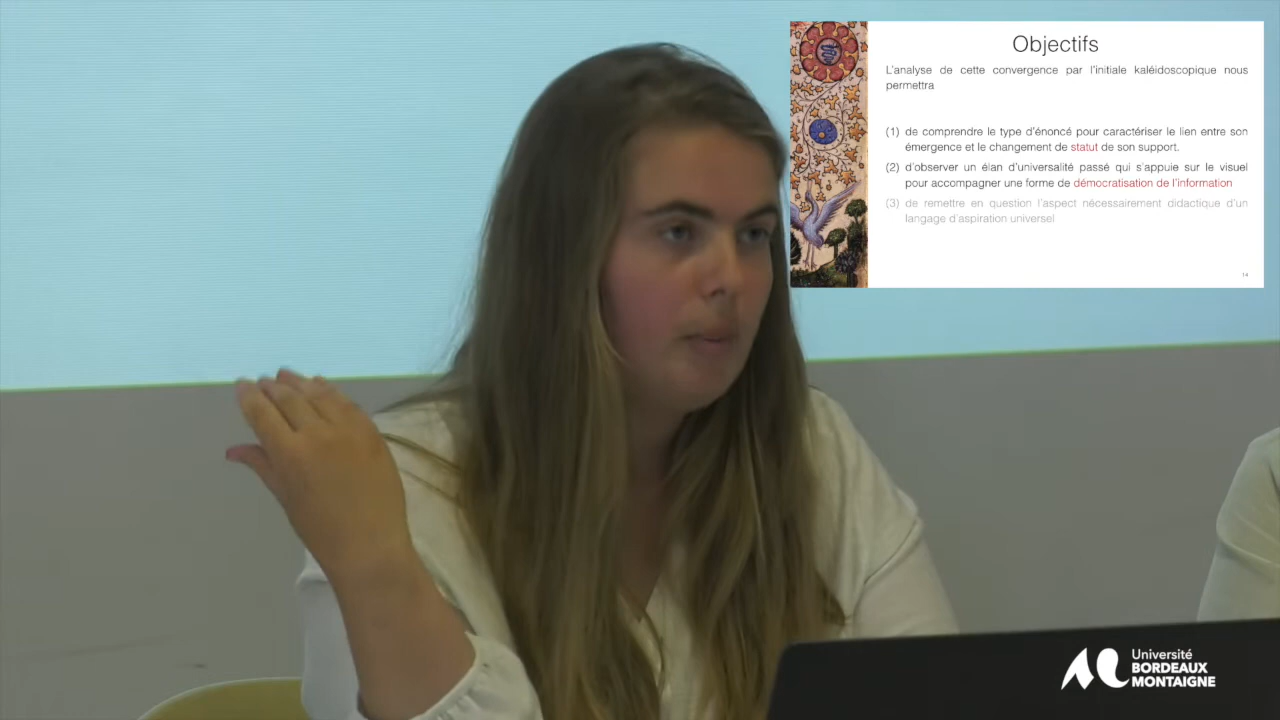 Objectifs
L'analyse de cette convergence par l'initiale kaléidoscopique nous
permettra
(1) de comprendre le type d'énoncé pour caractériser le lien entre son
émergence et le changement de statut de son support.
(2) d'observer un élan d'universalité passé qui s'appuie sur le visuel
pour accompagner une forme de démocratisation de l'information
(3) de remettre en question l'aspect nécessairement didactique d'un
langage d'aspiration universel
14
Université
BORDEAUX
MONTAIGNE